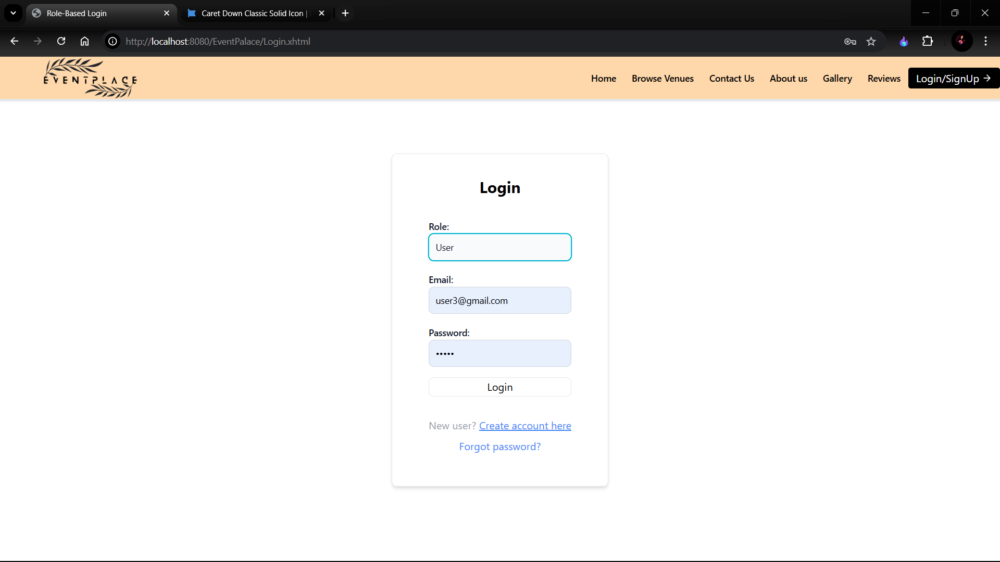 Role-Based Login
Caret Down Classic Solid Icon |
http://localhost:8080/EventPalace/Login.xhtml
EVENTPLACE
Home
Browse Venues
Contact Us
About us
Gallery
Reviews
Login/SignUp →
Login
Role:
User
Email:
user3@gmail.com
Password:
•••••
Login
New user? Create account here
Forgot password?